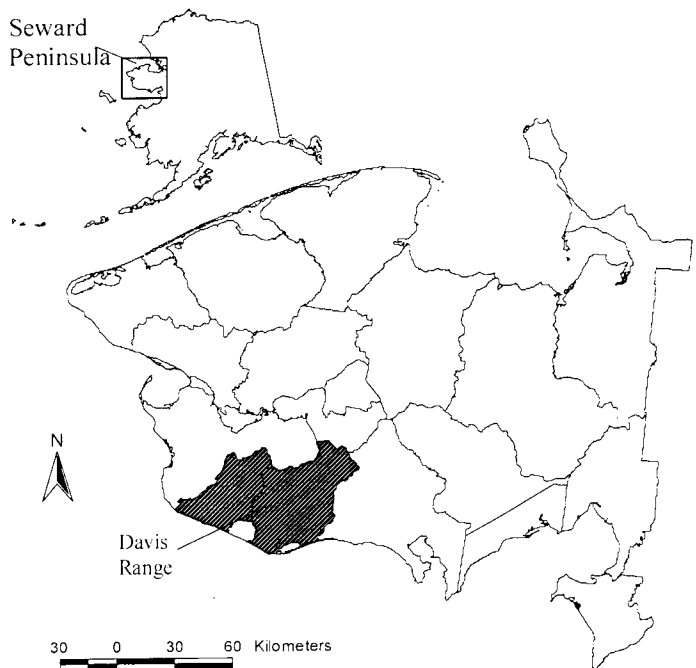 Seward
Peninsula
N
Davis
Range
30 0 30 60 Kilometers